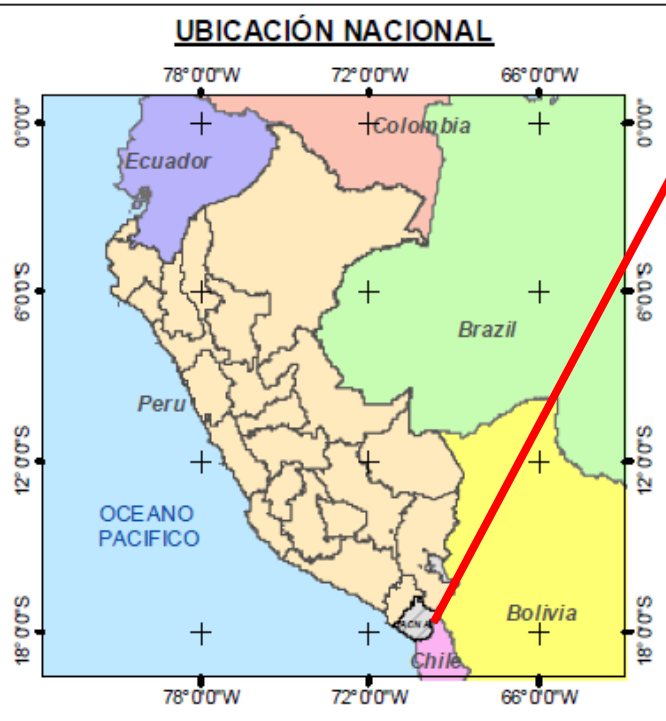 UBICACIÓN NACIONAL
78°0'0"W 72°0'0"W 66°0'0"W
0°0'0" 0°0'0"
Colombia
Ecuador
6°0'0"S 6°0'0"S
Brazil
Peru
12°0'0"S 12°0'0"S
OCEANO
PACIFICO
Bolivia
TACNA
18°0'0"S 18°0'0"S
Chile
78°0'0"W 72°0'0"W 66°0'0"W